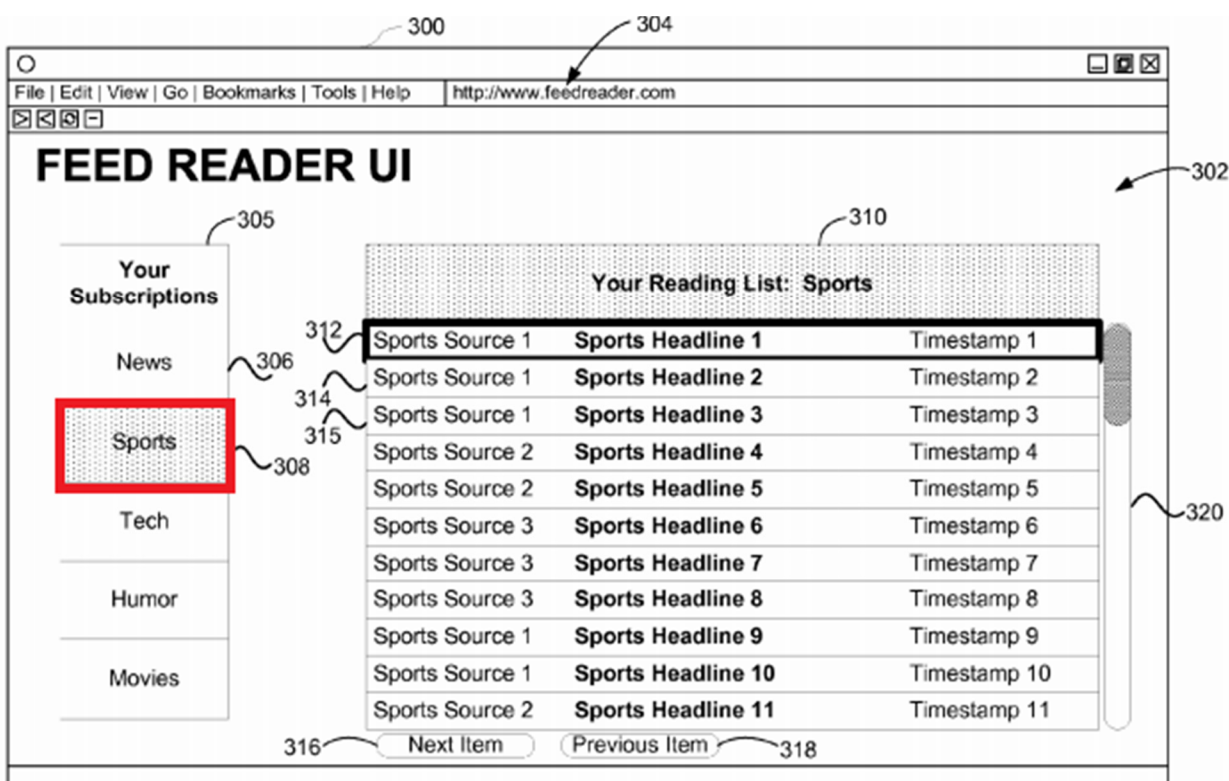 300
304
File | Edit | View | Go | Bookmarks | Tools | Help http://www.feedreader.com
FEED READER UI
302
305
310
Your
Subscriptions
Your Reading List: Sports
312
Sports Source 1 Sports Headline 1 Timestamp 1
News
306
Sports Source 1 Sports Headline 2 Timestamp 2
314
Sports Source 1 Sports Headline 3 Timestamp 3
315
Sports
308
Sports Source 2 Sports Headline 4 Timestamp 4
Sports Source 2 Sports Headline 5 Timestamp 5
320
Tech
Sports Source 3 Sports Headline 6 Timestamp 6
Sports Source 3 Sports Headline 7 Timestamp 7
Humor
Sports Source 3 Sports Headline 8 Timestamp 8
Sports Source 1 Sports Headline 9 Timestamp 9
Movies
Sports Source 1 Sports Headline 10 Timestamp 10
Sports Source 2 Sports Headline 11 Timestamp 11
316
Next Item
Previous Item
318